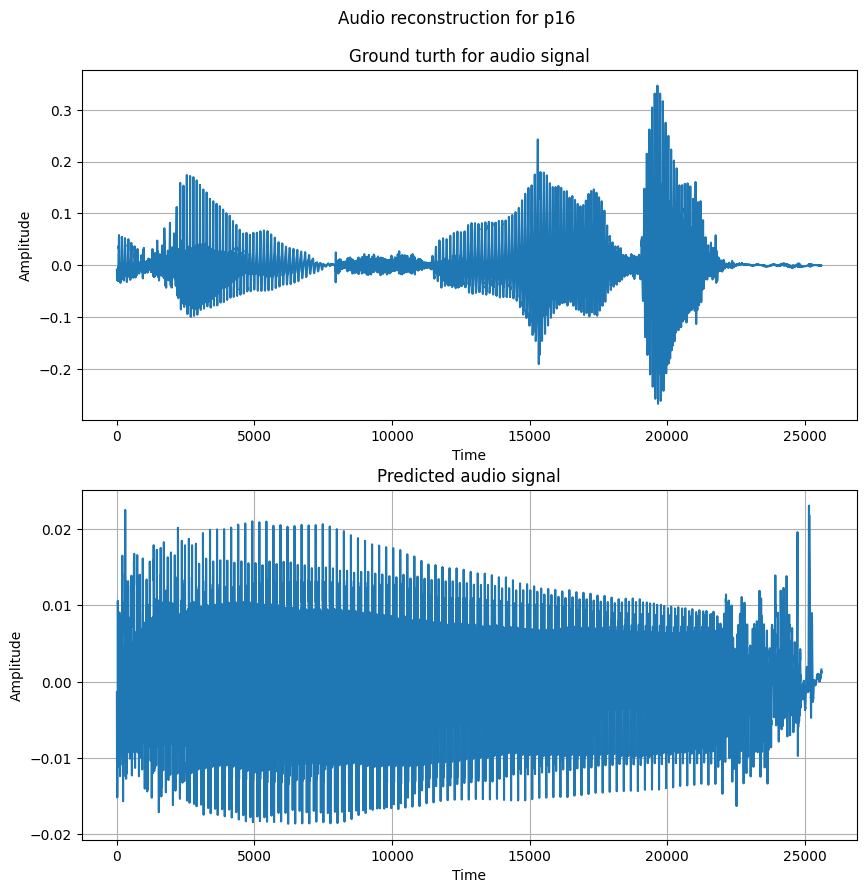 Audio reconstruction for p16
Ground turth for audio signal
0.3
0.2
0.1
0.0
−0.1
−0.2
Amplitude
0 5000 10000 15000 20000 25000
Time
Predicted audio signal
0.02
0.01
0.00
−0.01
−0.02
Amplitude
0 5000 10000 15000 20000 25000
Time